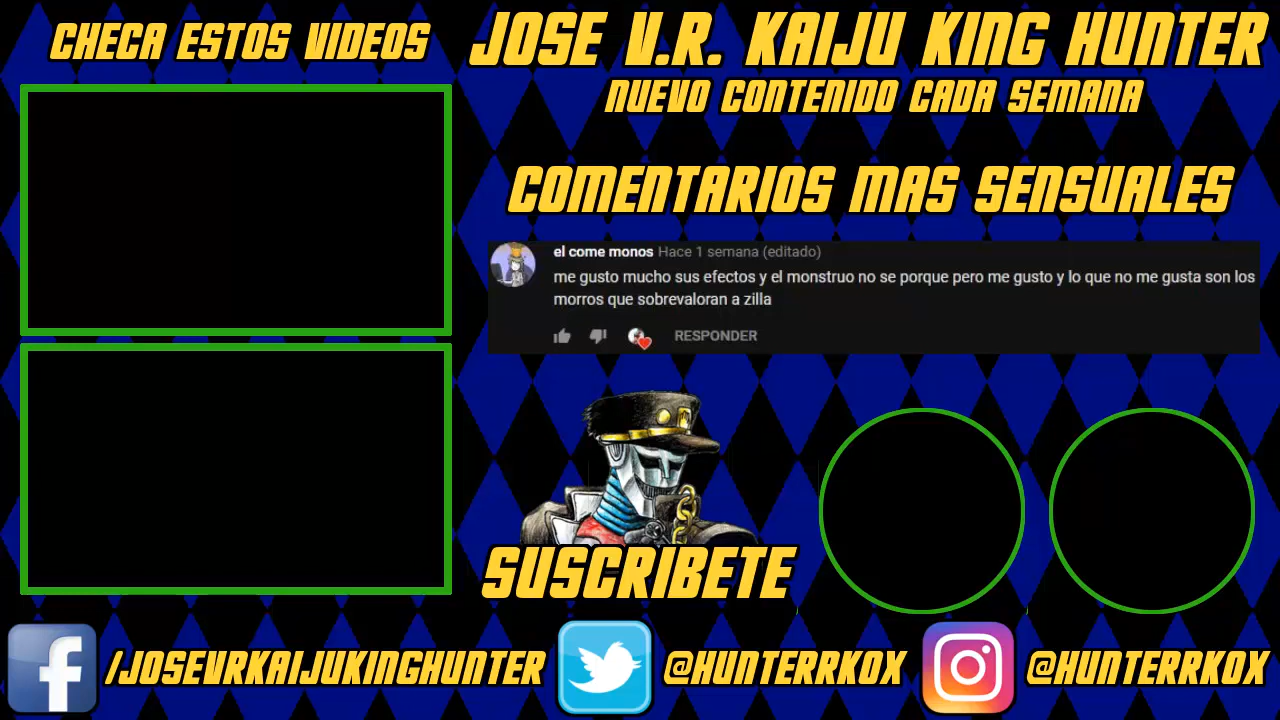 CHECA ESTOS VIDEOS
JOSE V.R. KAIJU KING HUNTER
NUEVO CONTENIDO CADA SEMANA
COMENTARIOS MAS SENSUALES
el come monos Hace 1 semana (editado)
me gusto mucho sus efectos y el monstruo no se porque pero me gusto y lo que no me gusta son los
morros que sobrevaloran a zilla
RESPONDER
SUSCRIBETE
/JOSEVRKAIJUKINGHUNTER
@HUNTERRKOX
@HUNTERRKOX